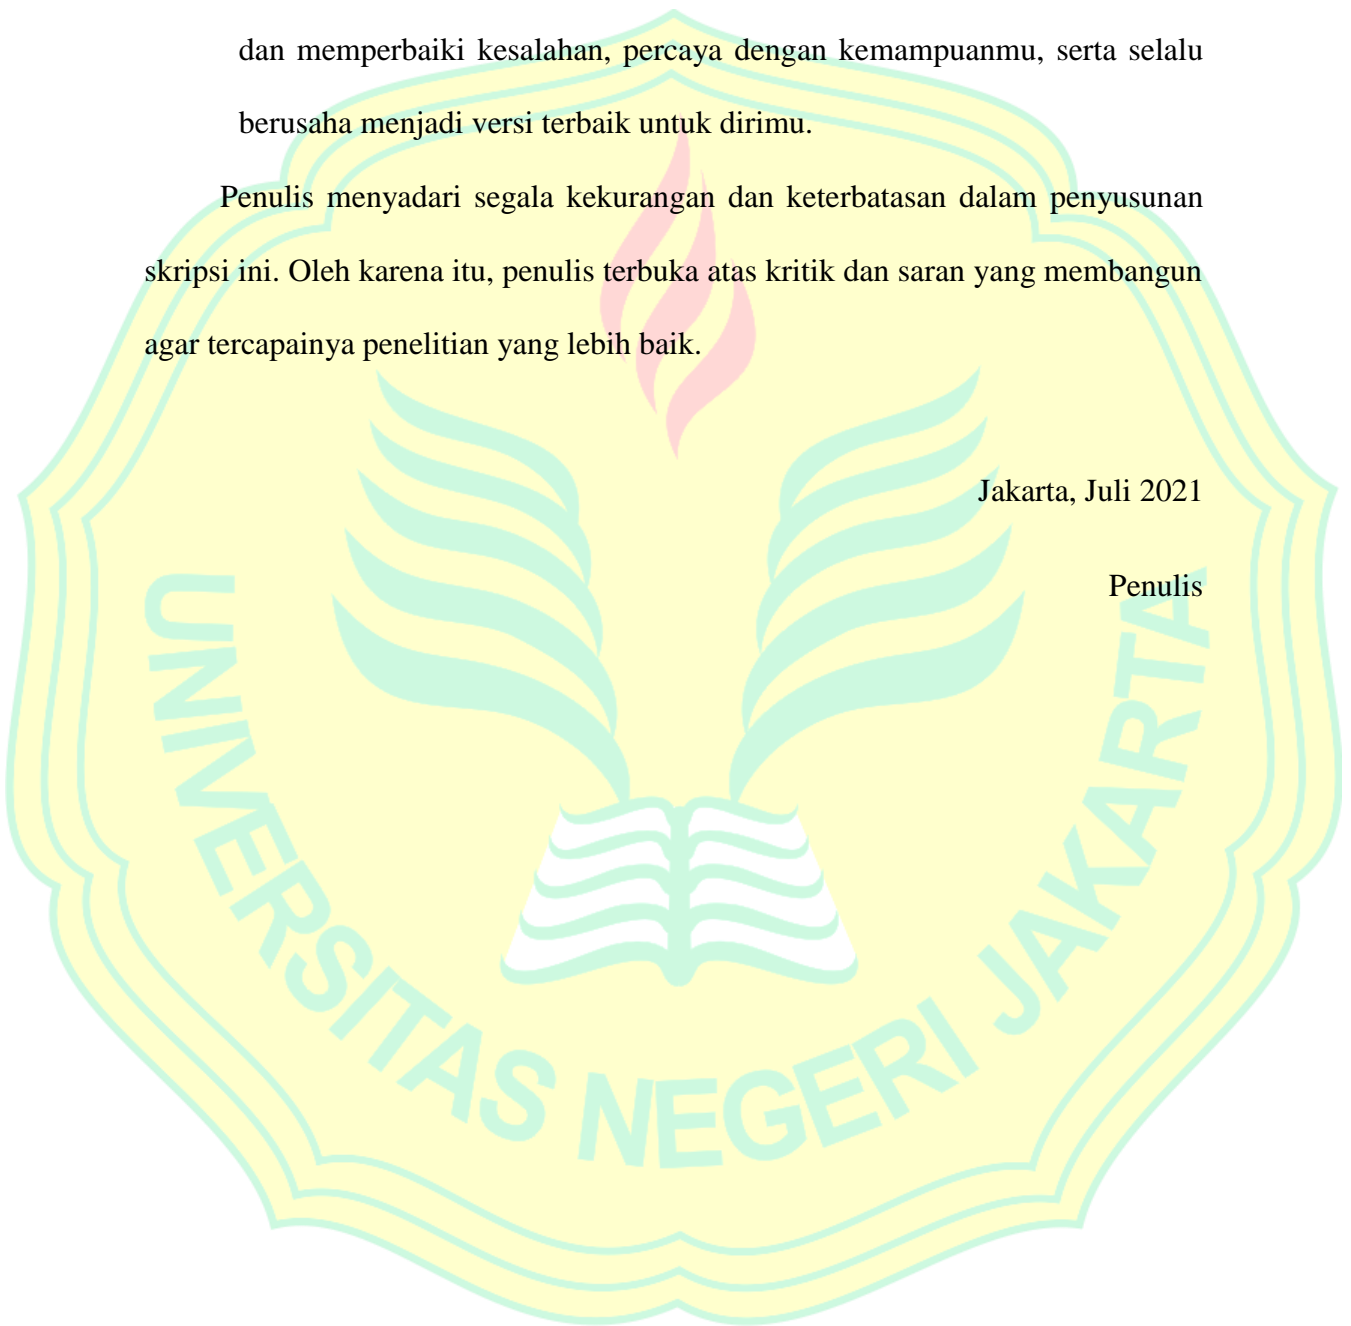 dan memperbaiki kesalahan, percaya dengan kemampuanmu, serta selalu
berusaha menjadi versi terbaik untuk dirimu.
Penulis menyadari segala kekurangan dan keterbatasan dalam penyusunan
skripsi ini. Oleh karena itu, penulis terbuka atas kritik dan saran yang membangun
agar tercapainya penelitian yang lebih baik.
Jakarta, Juli 2021
Penulis
UNIVERSITAS NEGERI JAKARTA